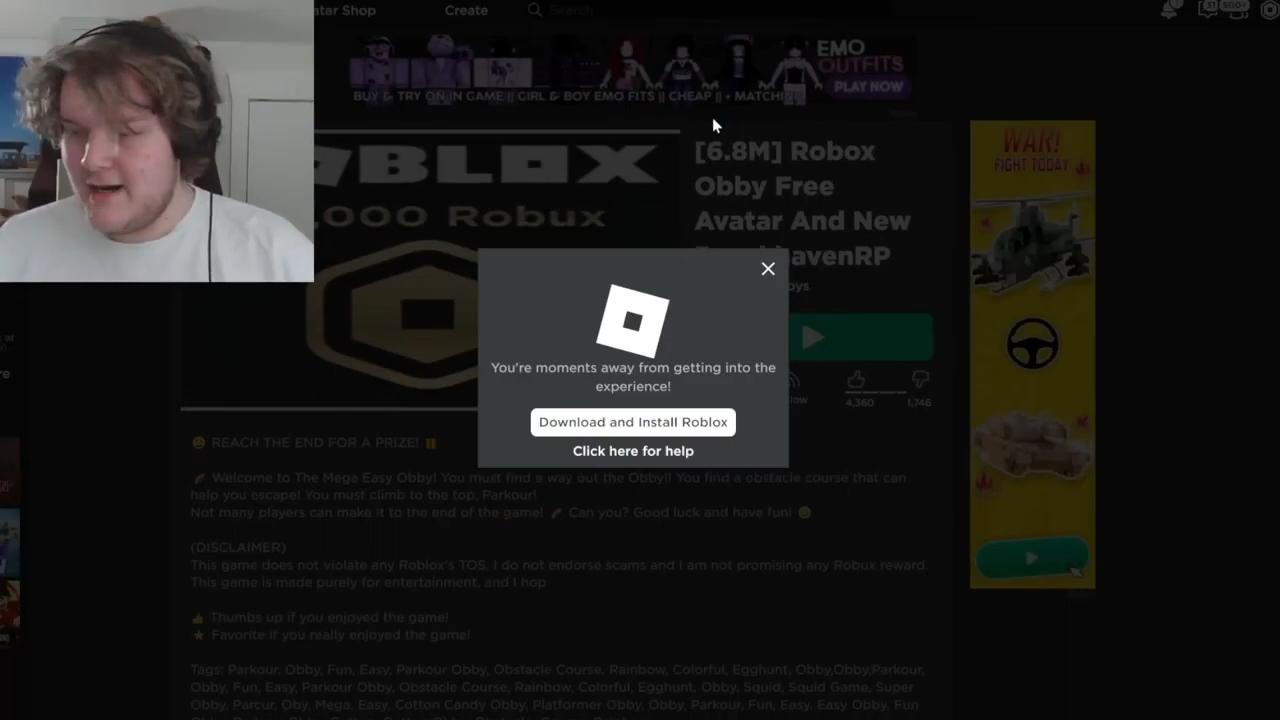 atar Shop
Create
Search
31
500+
EMO
OUTFITS
PLAY NOW
BUY & TRY ON IN GAME || GIRL & BOY EMO FITS || CHEAP || + MATCHIN
WAR!
FIGHT TODAY
BLOX
,000 Robux
[6.8M] Robox
Obby Free
Avatar And New
avenRP
oys
You're moments away from getting into the
experience!
Download and Install Roblox
Click here for help
low
4,360
1,746
REACH THE END FOR A PRIZE!
Welcome to The Mega Easy Obby! You must find a way out the Obby!! You find a obstacle course that can
help you escape! You must climb to the top, Parkour!
Not many players can make it to the end of the game! Can you? Good luck and have fun!
(DISCLAIMER)
This game does not violate any Roblox's TOS. I do not endorse scams and I am not promising any Robux reward.
This game is made purely for entertainment, and I hop
Thumbs up if you enjoyed the game!
Favorite if you really enjoyed the game!
Tags: Parkour, Obby, Fun, Easy, Parkour Obby, Obstacle Course, Rainbow, Colorful, Egghunt, Obby,Obby,Parkour,
Obby, Fun, Easy, Parkour Obby, Obstacle Course, Rainbow, Colorful, Egghunt, Obby, Squid, Squid Game, Super
Obby, Parcur, Oby, Mega, Easy, Cotton Candy Obby, Platformer Obby, Obby, Parkour, Fun, Easy, Easy Obby, Fun